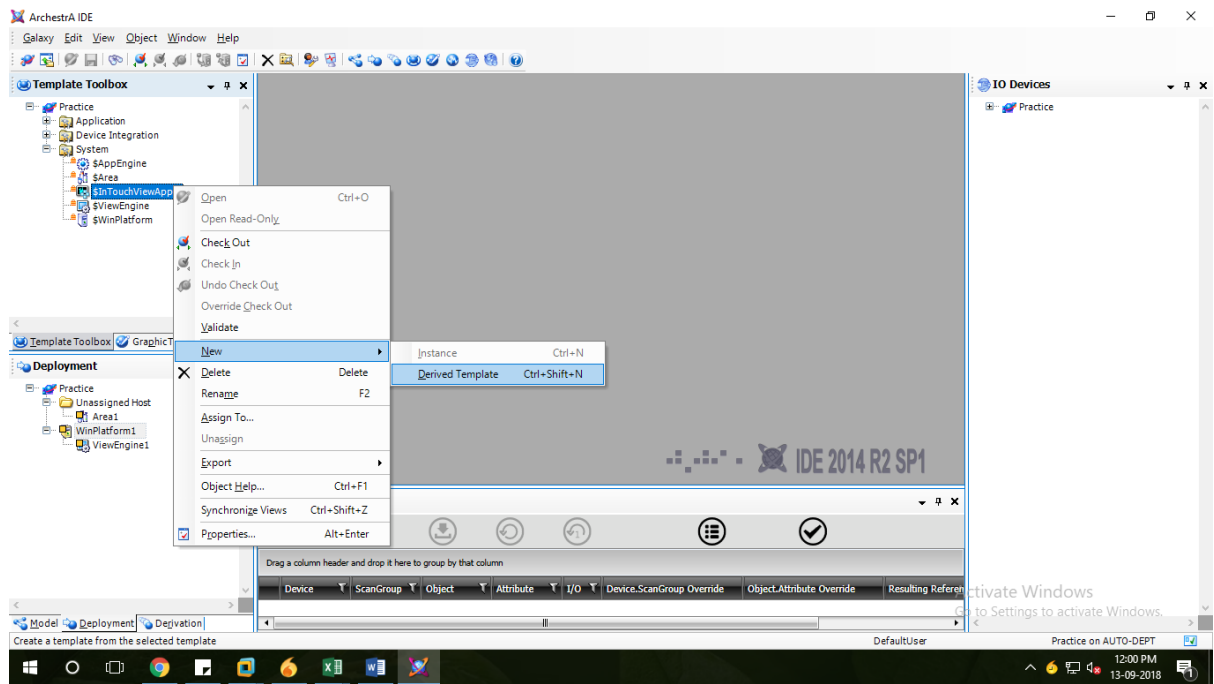 ArchestrA IDE
Galaxy Edit View Object Window Help
Template Toolbox
Practice
Application
Device Integration
System
$AppEngine
$Area
$InTouchViewApp
$ViewEngine
$WinPlatform
Template Toolbox
Deployment
Practice
Unassigned Host
Area1
WinPlatform1
ViewEngine1
Model Deployment Derivation
Open Ctrl+O
Open Read-Only
Check Out
Check In
Undo Check Out
Override Check Out
Validate
New
Delete Delete
Rename F2
Assign To...
Unassign
Export
Object Help... Ctrl+F1
Synchronize Views Ctrl+Shift+Z
Properties... Alt+Enter
Instance Ctrl+N
Derived Template Ctrl+Shift+N
IDE 2014 R2 SP1
IO Devices
Practice
Drag a column header and drop it here to group by that column
Device ScanGroup Object Attribute I/O Device.ScanGroup Override Object.Attribute Override Resulting
Activate Windows
Go to Settings to activate Windows.
Create a template from the selected template DefaultUser Practice on AUTO-DEPT
12:00 PM
13-09-2018
1